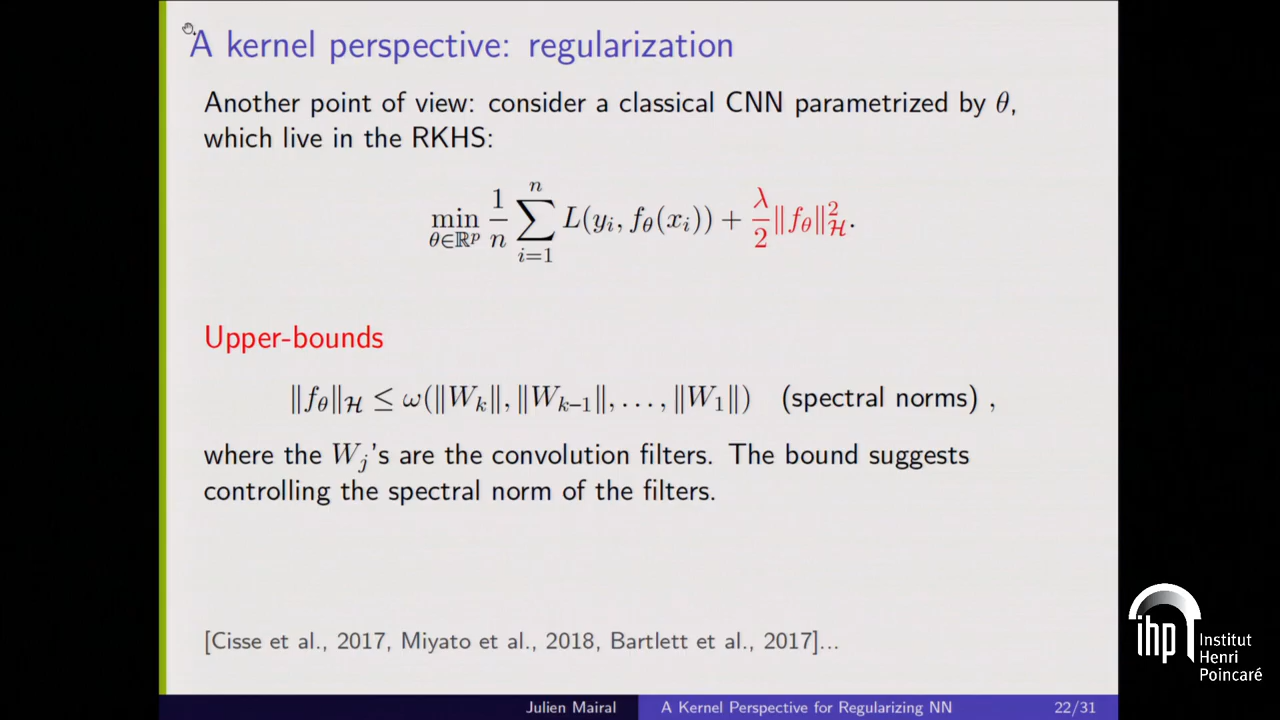 A kernel perspective: regularization
Another point of view: consider a classical CNN parametrized by θ,
which live in the RKHS:
min_{θ∈ℝ^p} \frac{1}{n} \sum_{i=1}^{n} L(y_i, f_θ(x_i)) + \frac{λ}{2} ‖f_θ‖²_ℋ.
Upper-bounds
‖f_θ‖_ℋ ≤ ω(‖W_k‖, ‖W_{k–1}‖, . . . , ‖W_1‖) (spectral norms) ,
where the W_j's are the convolution filters. The bound suggests
controlling the spectral norm of the filters.
[Cisse et al., 2017, Miyato et al., 2018, Bartlett et al., 2017]...
Julien Mairal A Kernel Perspective for Regularizing NN 22/31
ihp Institut
Henri
Poincaré